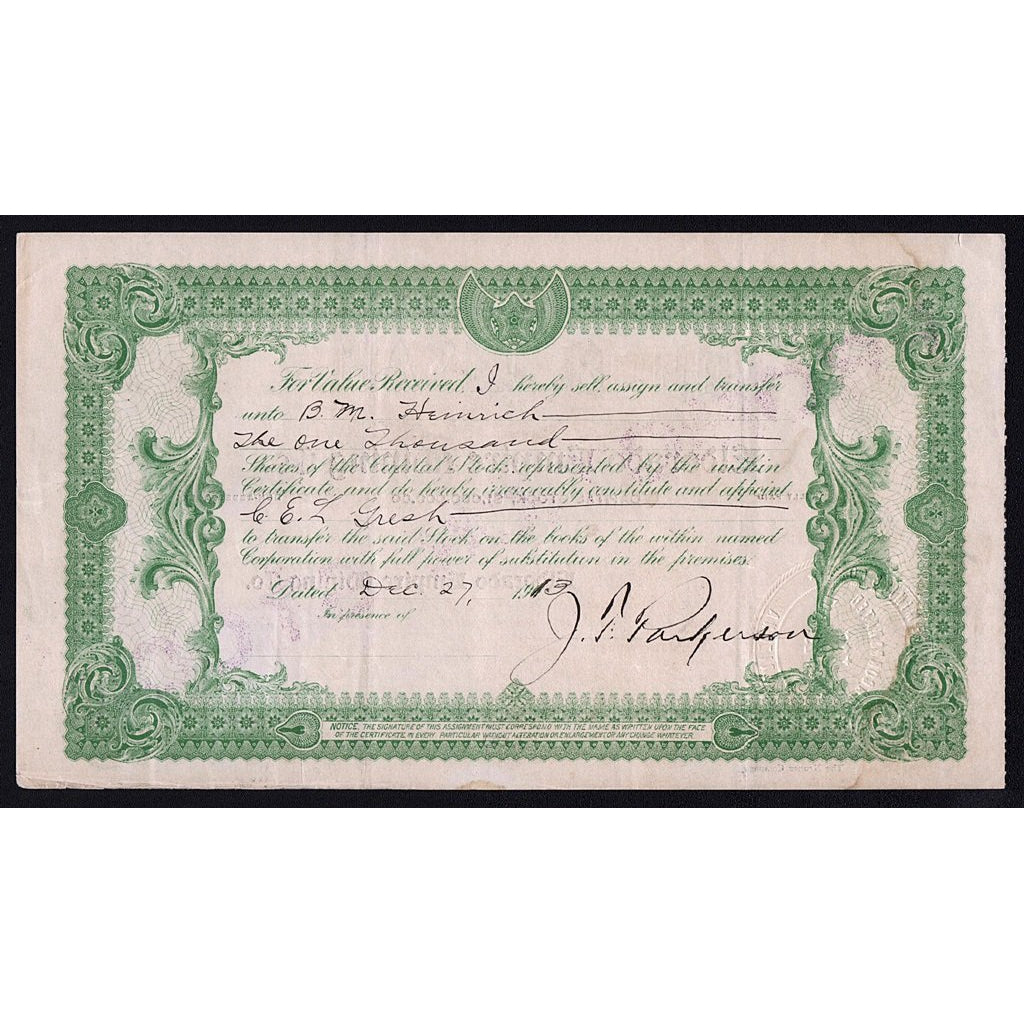 For Value Received, I hereby sell, assign and transfer
unto B. M. Heinrich
The One Thousand
Shares of the Capital Stock represented by the within
Certificate and do hereby irrevocably constitute and appoint
C E L Gresh
to transfer the said Stock on the books of the within named
Corporation with full power of substitution in the premises.
Dated Dec. 27, 1913
In presence of
J. T. Parkerson
NOTICE. THE SIGNATURE OF THIS ASSIGNMENT MUST CORRESPOND WITH THE NAME AS WRITTEN UPON THE FACE
OF THE CERTIFICATE, IN EVERY PARTICULAR WITHOUT ALTERATION OR ENLARGEMENT OR ANY CHANGE WHATEVER